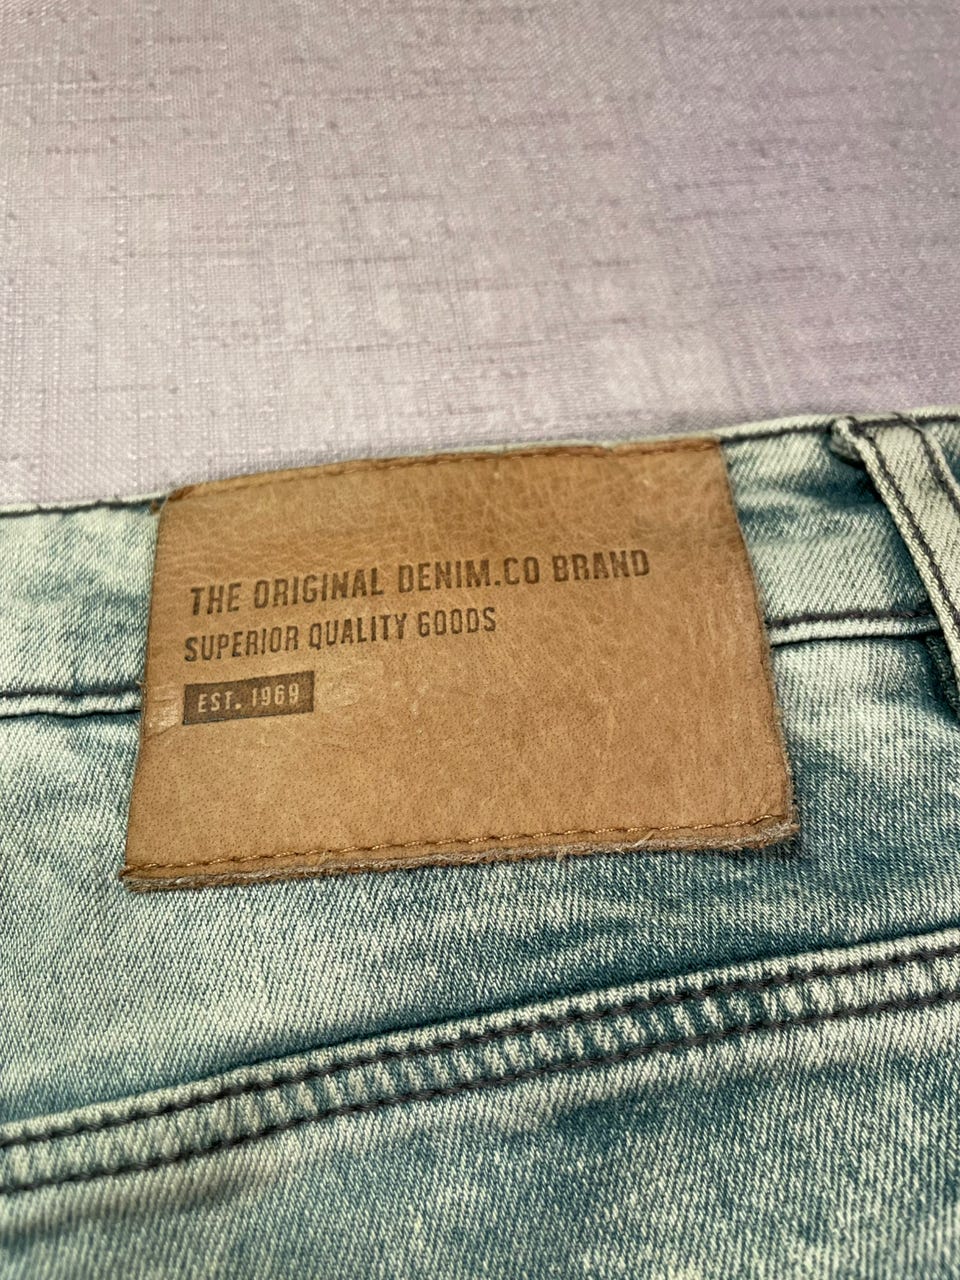 THE ORIGINAL DENIM.CO BRAND
SUPERIOR QUALITY GOODS
EST. 1969